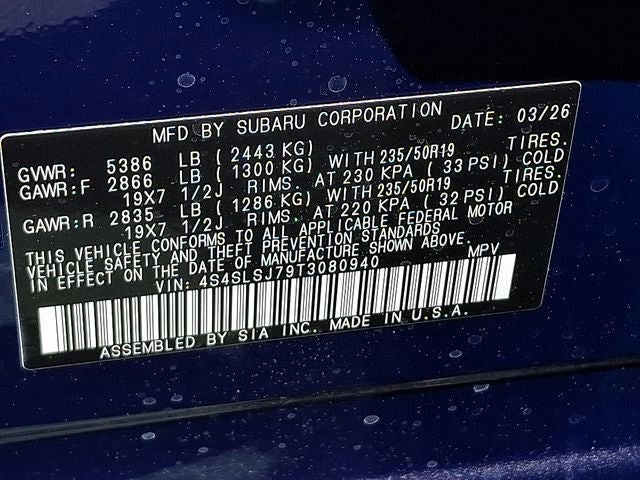 MFD BY SUBARU CORPORATION DATE: 03/26
GVWR: 5386 LB ( 2443 KG)
GAWR:F 2866 LB ( 1300 KG) WITH 235/50R19 TIRES.
19X7 1/2J RIMS. AT 230 KPA ( 33 PSI) COLD
GAWR:R 2835 LB ( 1286 KG) WITH 235/50R19 TIRES.
19X7 1/2J RIMS. AT 220 KPA ( 32 PSI) COLD
THIS VEHICLE CONFORMS TO ALL APPLICABLE FEDERAL MOTOR
VEHICLE SAFETY AND THEFT PREVENTION STANDARDS
IN EFFECT ON THE DATE OF MANUFACTURE SHOWN ABOVE.
VIN: 4S4SLSJ79T3080940 MPV
ASSEMBLED BY SIA INC. MADE IN U.S.A.